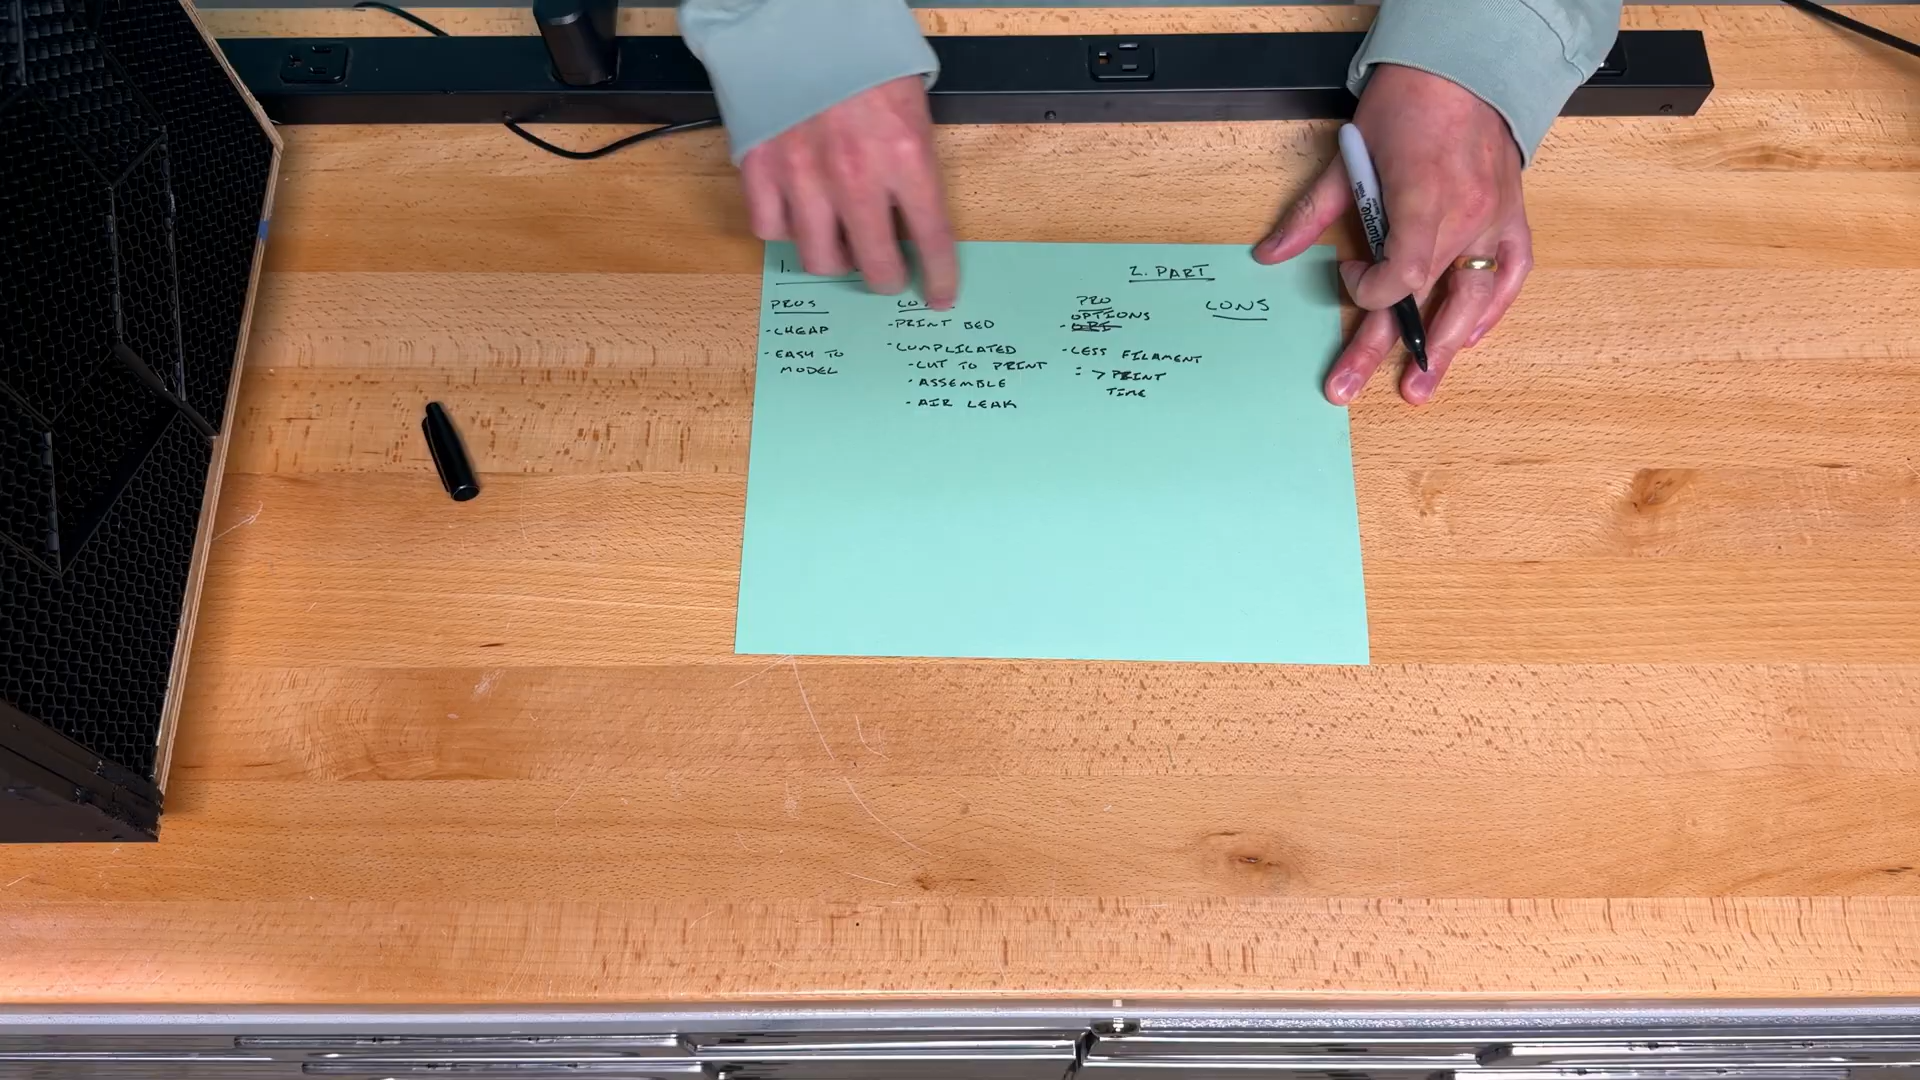 1.
2. PART
PROS
PRO
CONS
- CHEAP
- EASY TO
MODEL
- PRINT BED
- COMPLICATED
- CUT TO PRINT
- ASSEMBLE
- AIR LEAK
OPTIONS
- LESS FILAMENT
: > PRINT
TIME
Sharpie